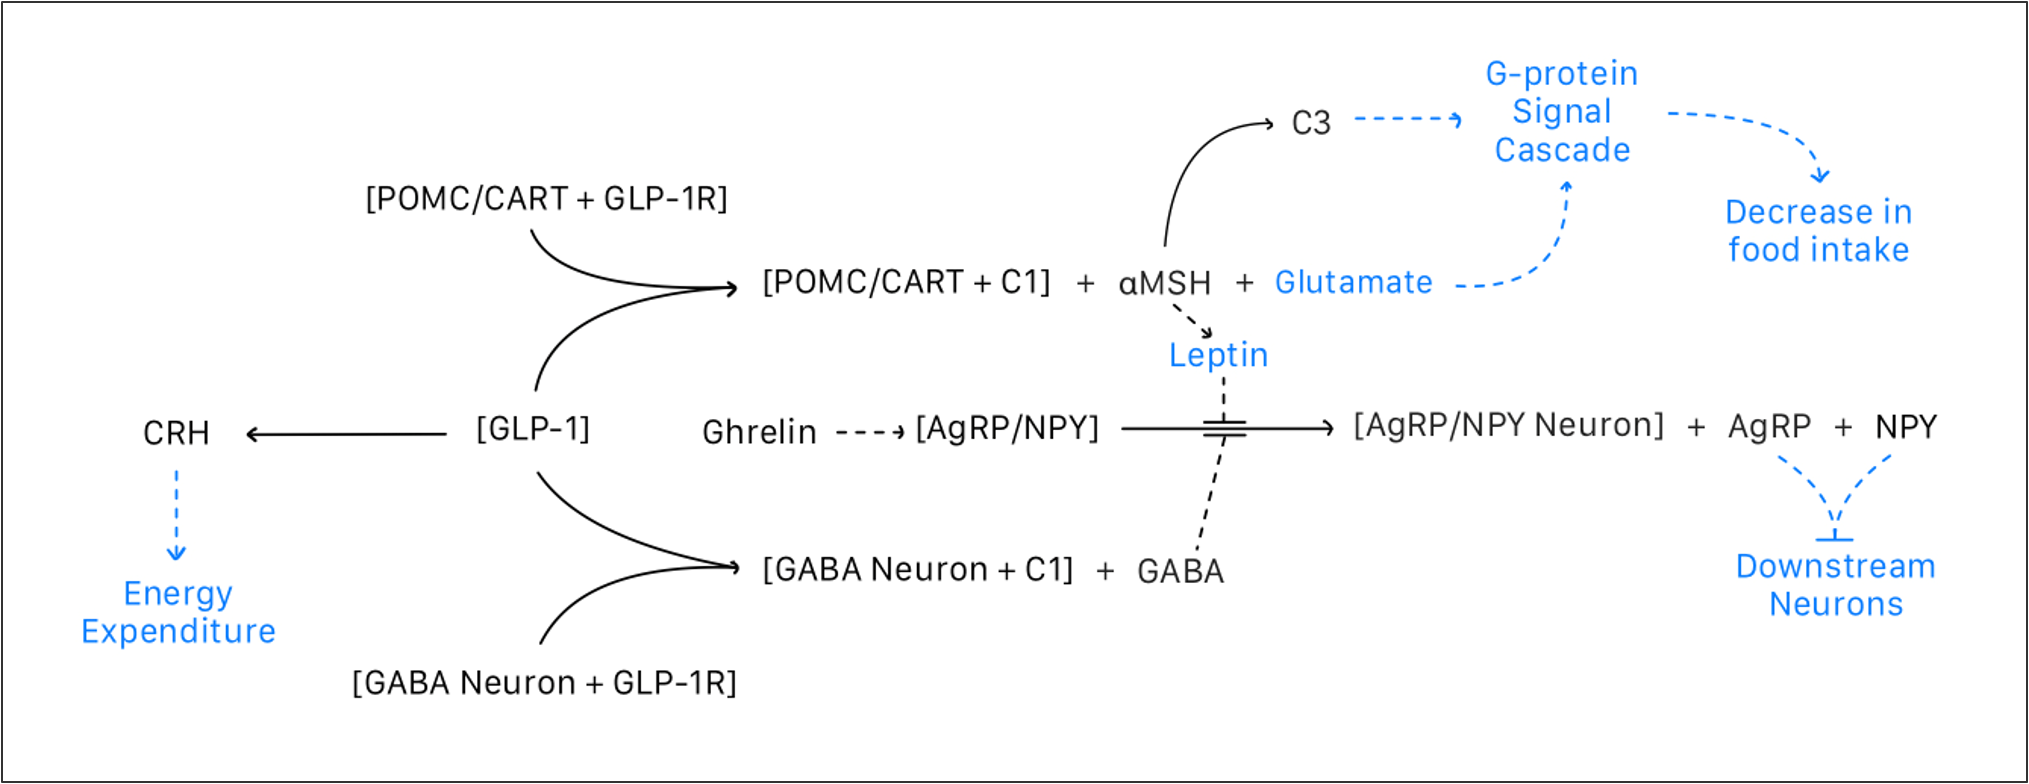 G-protein
Signal
Cascade
C3
[POMC/CART + GLP-1R]
Decrease in
food intake
[POMC/CART + C1] + αMSH + Glutamate
Leptin
CRH
[GLP-1]
Ghrelin
[AgRP/NPY]
[AgRP/NPY Neuron] + AgRP + NPY
[GABA Neuron + C1] + GABA
Downstream
Neurons
Energy
Expenditure
[GABA Neuron + GLP-1R]